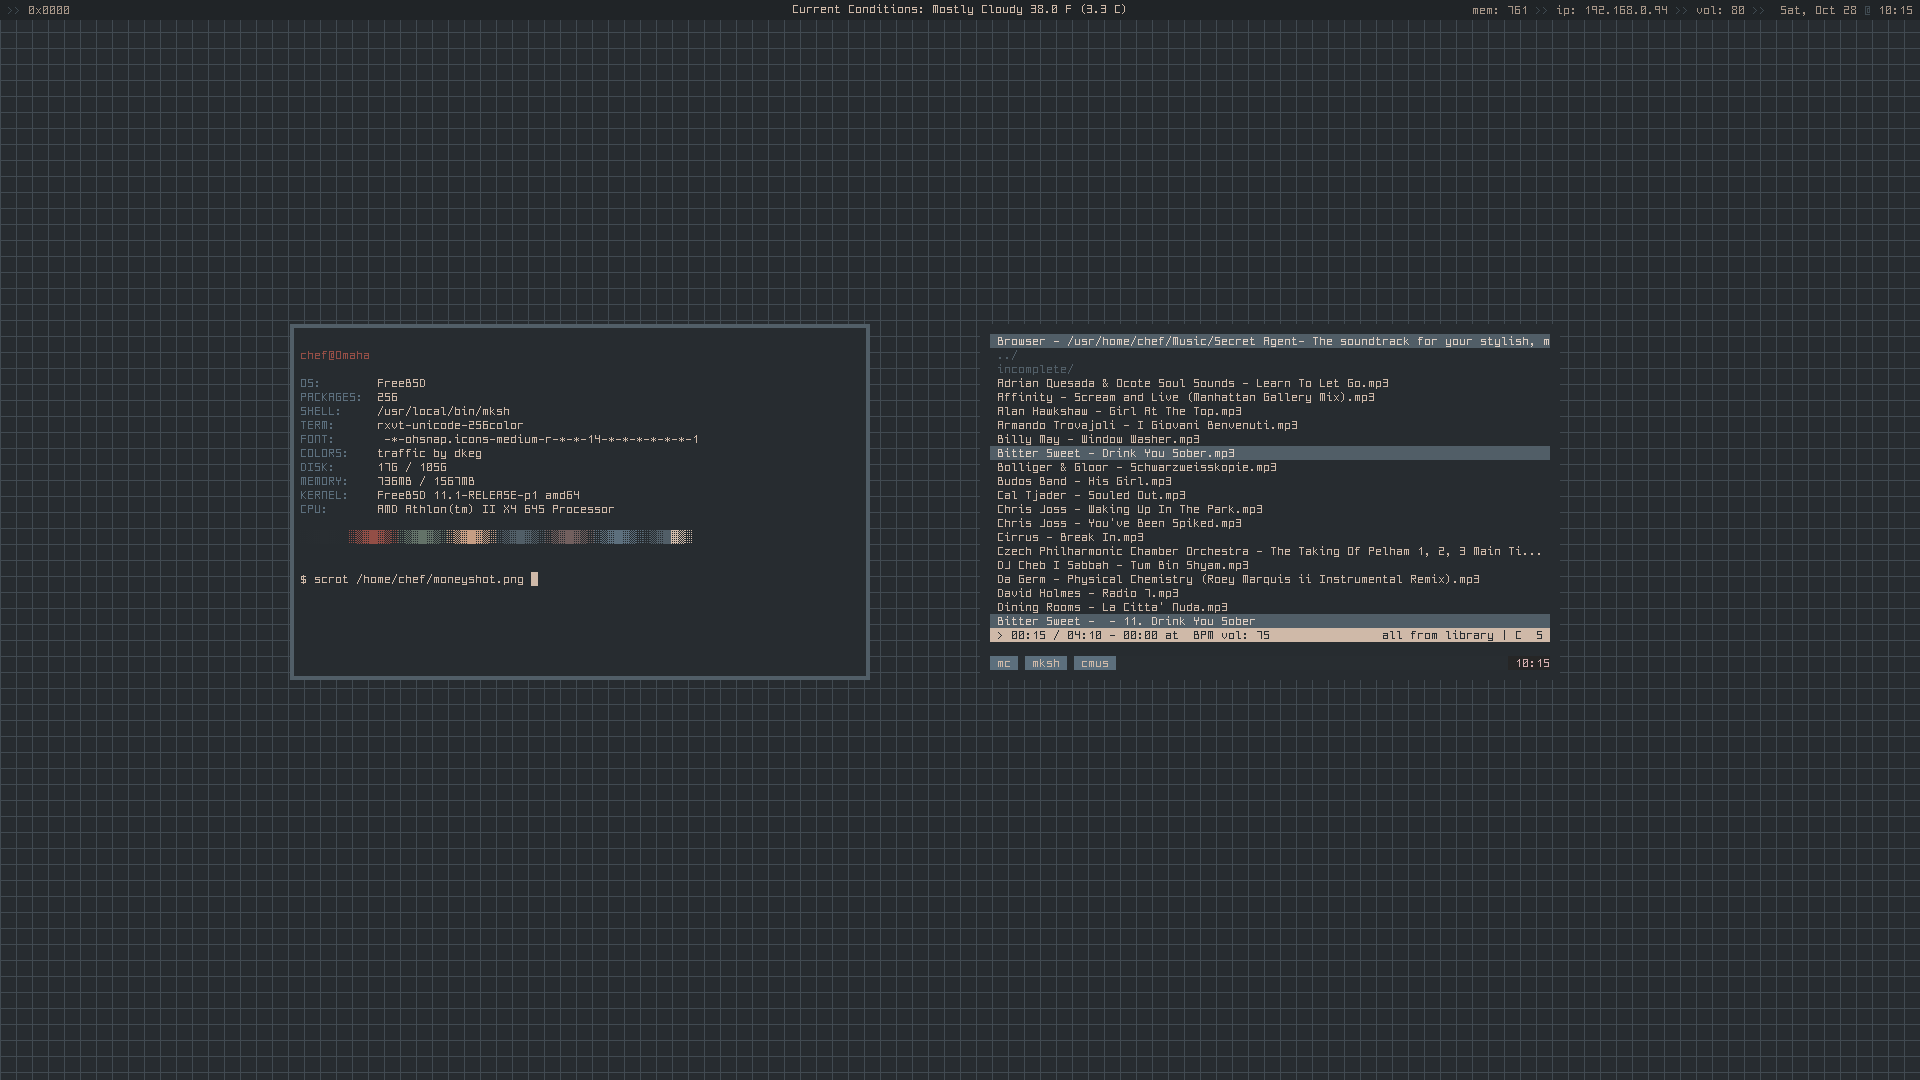 >> 0x0000
Current Conditions: Mostly Cloudy 38.0 F (3.3 C)
mem: 761 >> ip: 192.168.0.94 >> vol: 80 >> Sat, Oct 28 @ 10:15
chef@Omaha
OS: FreeBSD
PACKAGES: 256
SHELL: /usr/local/bin/mksh
TERM: rxvt-unicode-256color
FONT: -*-ohsnap.icons-medium-r-*-*-14-*-*-*-*-*-*-1
COLORS: traffic by dkeg
DISK: 17G / 105G
MEMORY: 736MB / 1567MB
KERNEL: FreeBSD 11.1-RELEASE-p1 amd64
CPU: AMD Athlon(tm) II X4 645 Processor
$ scrot /home/chef/moneyshot.png
Browser - /usr/home/chef/Music/Secret Agent- The soundtrack for your stylish, m
../
incomplete/
Adrian Quesada & Ocote Soul Sounds - Learn To Let Go.mp3
Affinity - Scream and Live (Manhattan Gallery Mix).mp3
Alan Hawkshaw - Girl At The Top.mp3
Armando Trovajoli - I Giovani Benvenuti.mp3
Billy May - Window Washer.mp3
Bitter Sweet - Drink You Sober.mp3
Bolliger & Gloor - Schwarzweisskopie.mp3
Budos Band - His Girl.mp3
Cal Tjader - Souled Out.mp3
Chris Joss - Waking Up In The Park.mp3
Chris Joss - You've Been Spiked.mp3
Cirrus - Break In.mp3
Czech Philharmonic Chamber Orchestra - The Taking Of Pelham 1, 2, 3 Main Ti...
DJ Cheb I Sabbah - Tum Bin Shyam.mp3
Da Germ - Physical Chemistry (Roey Marquis ii Instrumental Remix).mp3
David Holmes - Radio 7.mp3
Dining Rooms - La Citta' Nuda.mp3
Bitter Sweet - - 11. Drink You Sober
> 00:15 / 04:10 - 00:00 at BPM vol: 75 all from library | C S
mc mksh cmus 10:15